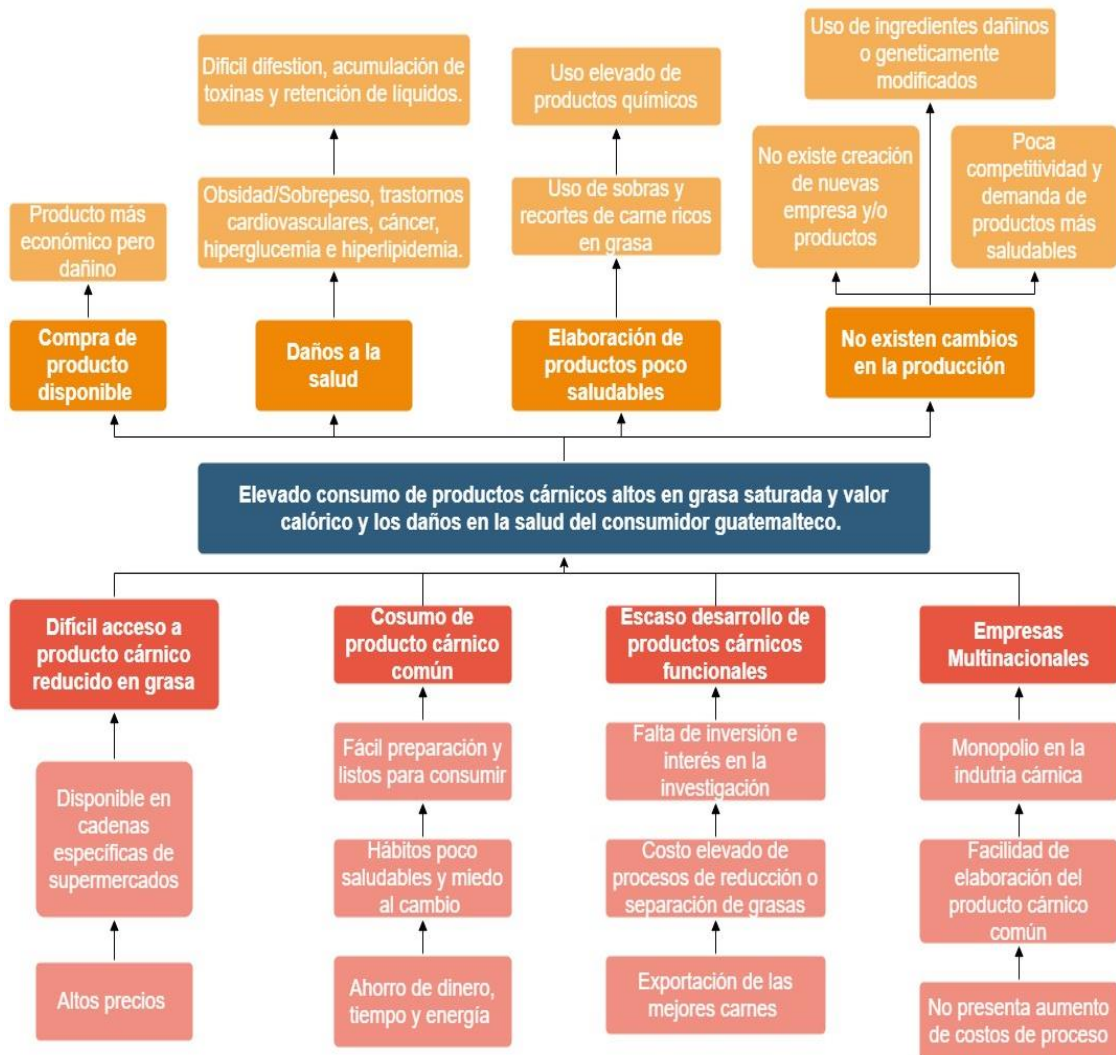 Uso de ingredientes dañinos
o geneticamente
modificados
Dificil difestion, acumulación de
toxinas y retención de líquidos.
Uso elevado de
productos químicos
No existe creación
de nuevas
empresa y/o
productos
Poca
competitividad y
demanda de
productos más
saludables
Producto más
económico pero
dañino
Obsidad/Sobrepeso, trastornos
cardiovasculares, cáncer,
hiperglucemia e hiperlipidemia.
Uso de sobras y
recortes de carne ricos
en grasa
Compra de
producto
disponible
Daños a la
salud
Elaboración de
productos poco
saludables
No existen cambios
en la producción
Elevado consumo de productos cárnicos altos en grasa saturada y valor
calórico y los daños en la salud del consumidor guatemalteco.
Difícil acceso a
producto cárnico
reducido en grasa
Cosumo de
producto cárnico
común
Escaso desarrollo de
productos cárnicos
funcionales
Empresas
Multinacionales
Disponible en
cadenas
específicas de
supermercados
Fácil preparación y
listos para consumir
Falta de inversión e
interés en la
investigación
Monopolio en la
indutria cárnica
Hábitos poco
saludables y miedo
al cambio
Costo elevado de
procesos de reducción o
separación de grasas
Facilidad de
elaboración del
producto cárnico
común
Altos precios
Ahorro de dinero,
tiempo y energía
Exportación de las
mejores carnes
No presenta aumento
de costos de proceso